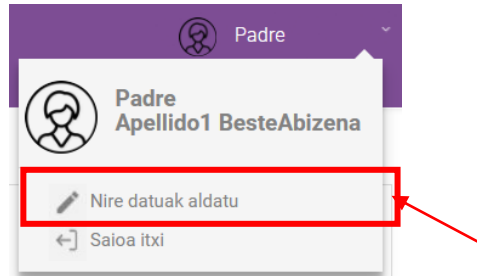 Padre
Padre
Apellido1 BesteAbizena
Nire datuak aldatu
Saioa itxi